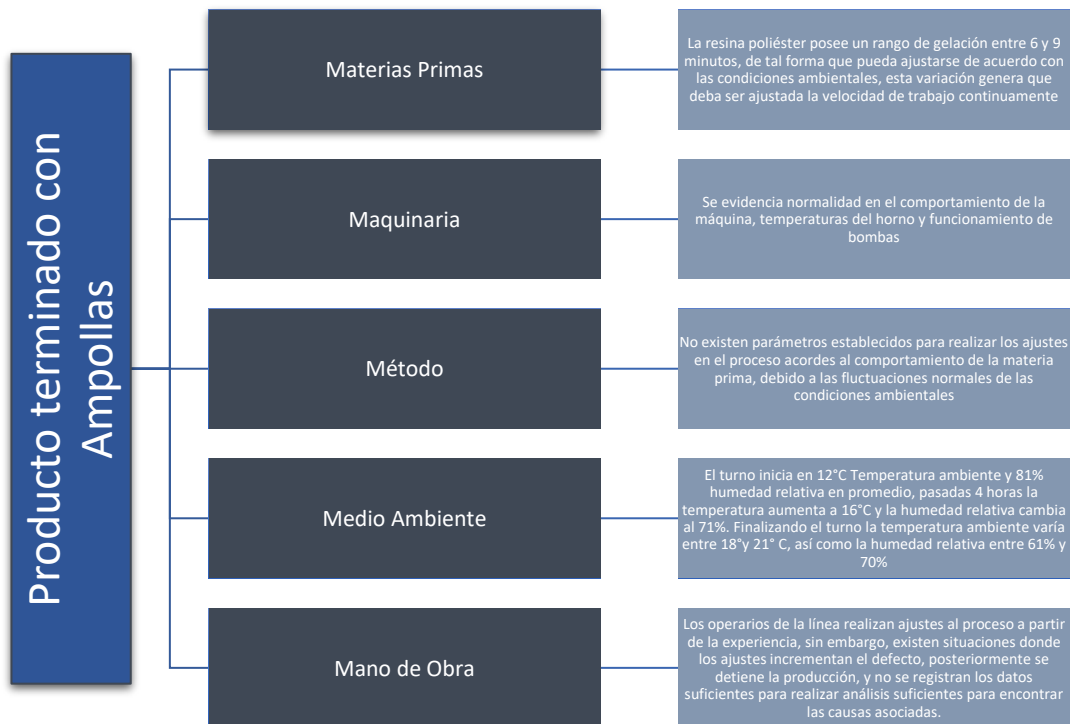 Producto terminado con
Ampollas
Materias Primas
La resina poliéster posee un rango de gelación entre 6 y 9
minutos, de tal forma que pueda ajustarse de acuerdo con
las condiciones ambientales, esta variación genera que
deba ser ajustada la velocidad de trabajo continuamente
Maquinaria
Se evidencia normalidad en el comportamiento de la
máquina, temperaturas del horno y funcionamiento de
bombas
Método
No existen parámetros establecidos para realizar los ajustes
en el proceso acordes al comportamiento de la materia
prima, debido a las fluctuaciones normales de las
condiciones ambientales
Medio Ambiente
El turno inicia en 12°C Temperatura ambiente y 81%
humedad relativa en promedio, pasadas 4 horas la
temperatura aumenta a 16°C y la humedad relativa cambia
al 71%. Finalizando el turno la temperatura ambiente varía
entre 18°y 21° C, así como la humedad relativa entre 61% y
70%
Mano de Obra
Los operarios de la línea realizan ajustes al proceso a partir
de la experiencia, sin embargo, existen situaciones donde
los ajustes incrementan el defecto, posteriormente se
detiene la producción, y no se registran los datos
suficientes para realizar análisis suficientes para encontrar
las causas asociadas.